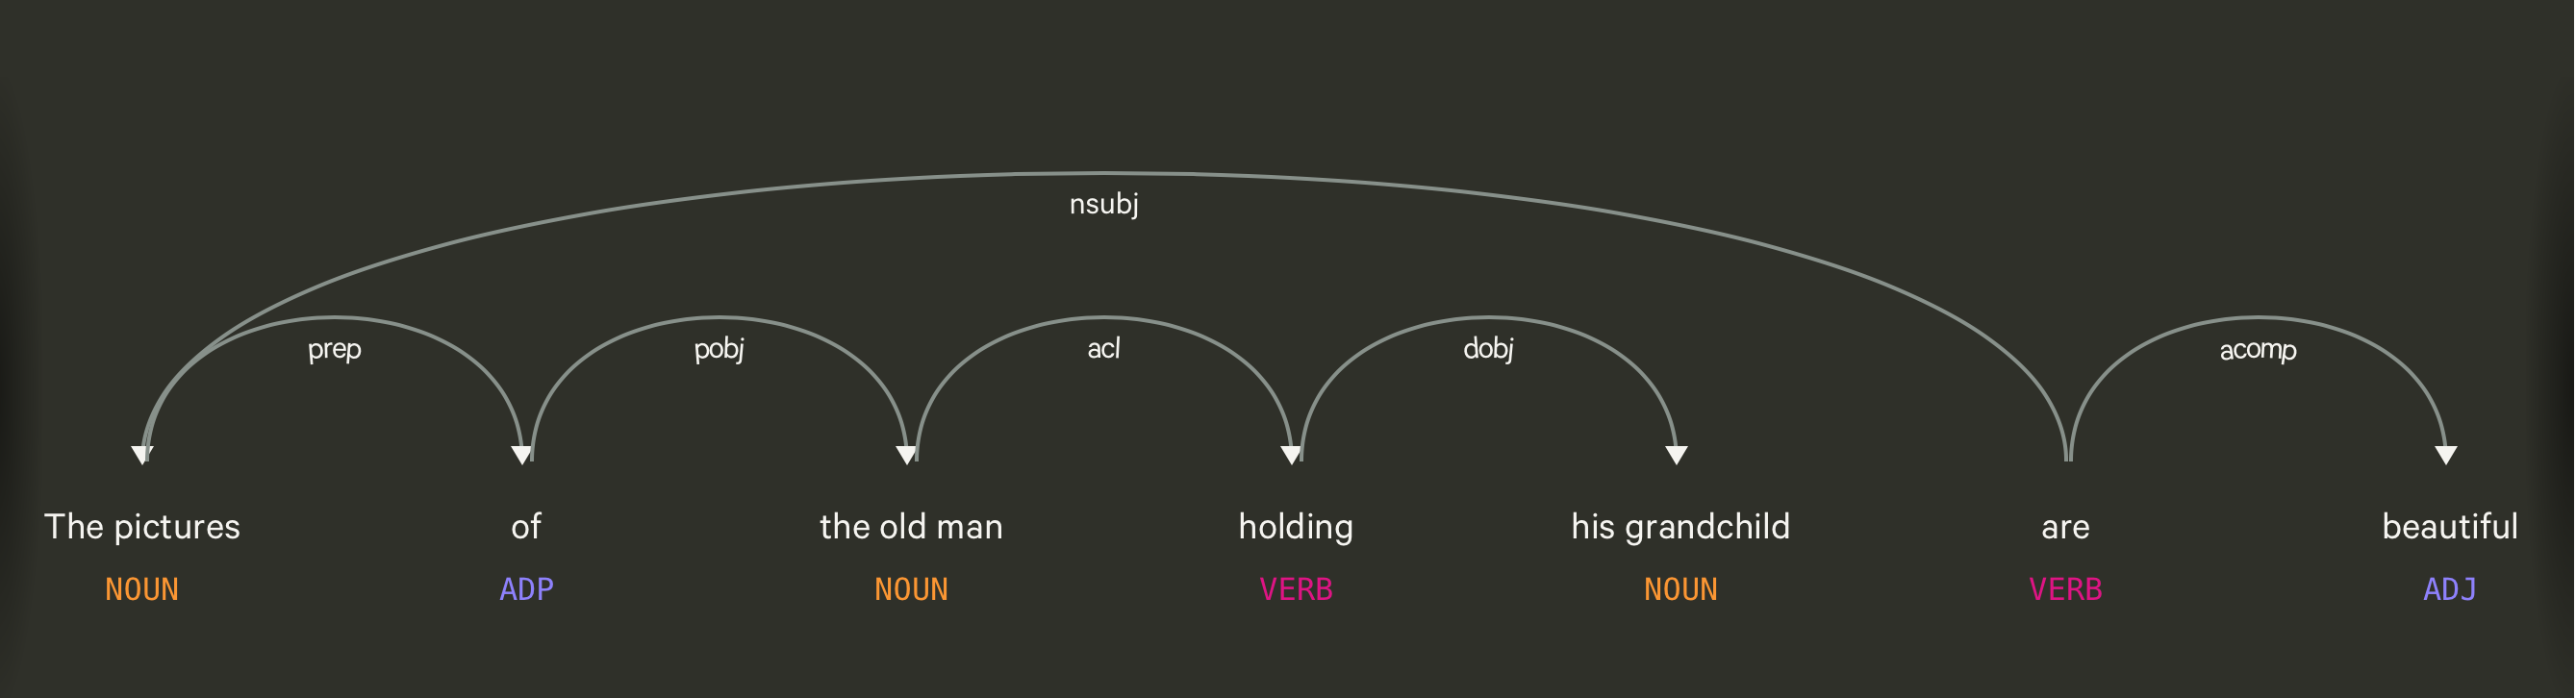 nsubj
prep pobj acl dobj acomp
The pictures of the old man holding his grandchild are beautiful
NOUN ADP NOUN VERB NOUN VERB ADJ